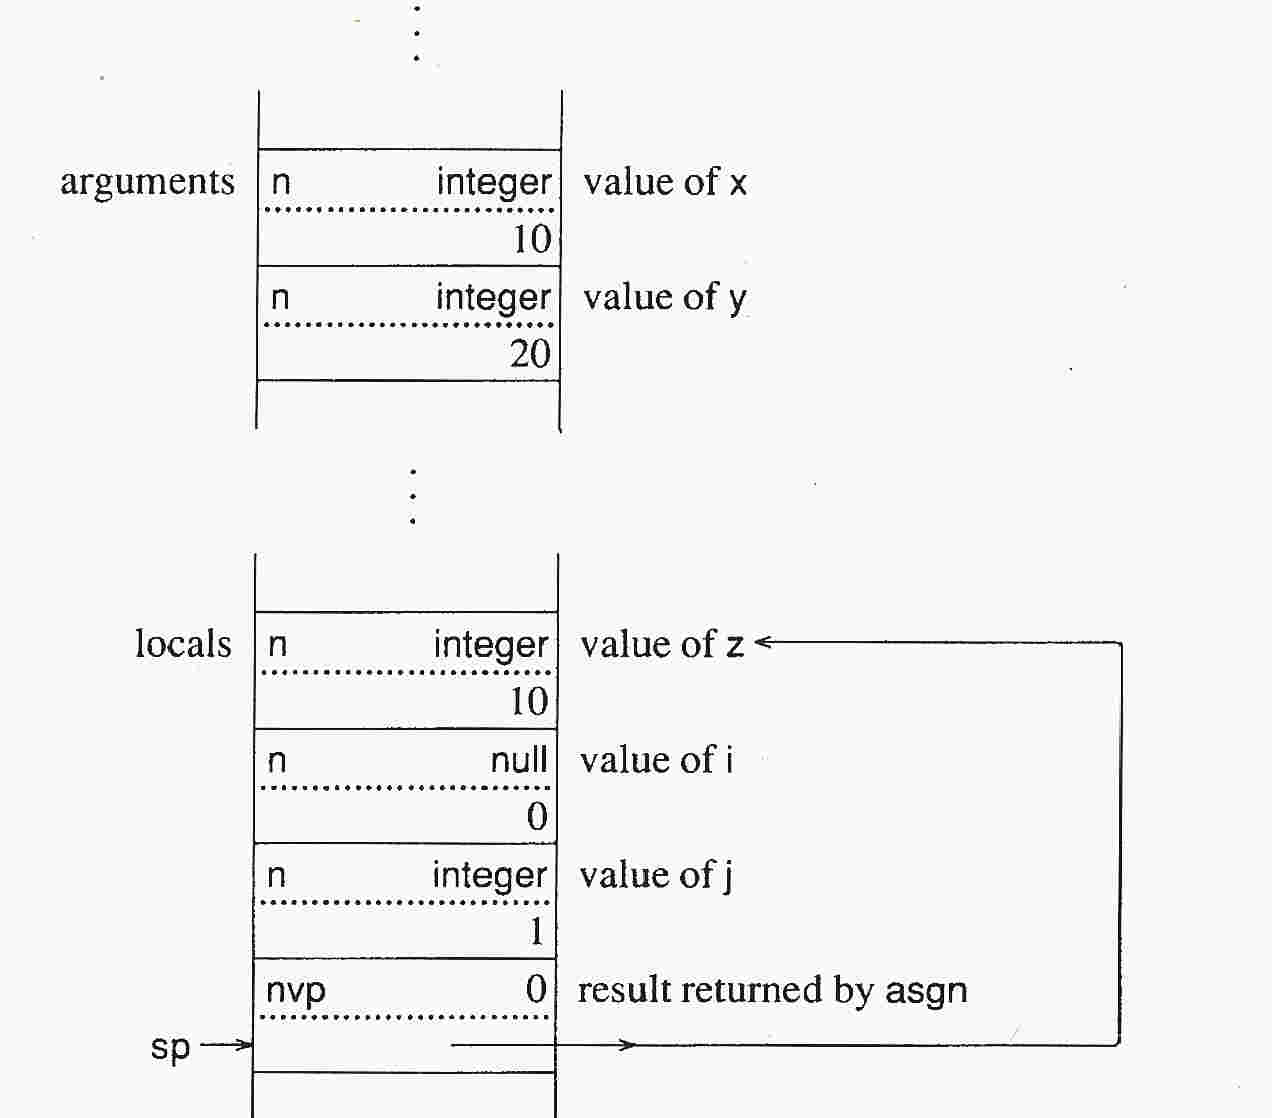 arguments n integer value of x
10
n integer value of y
20
locals n integer value of z
10
n null value of i
0
n integer value of j
1
nvp 0 result returned by asgn
sp